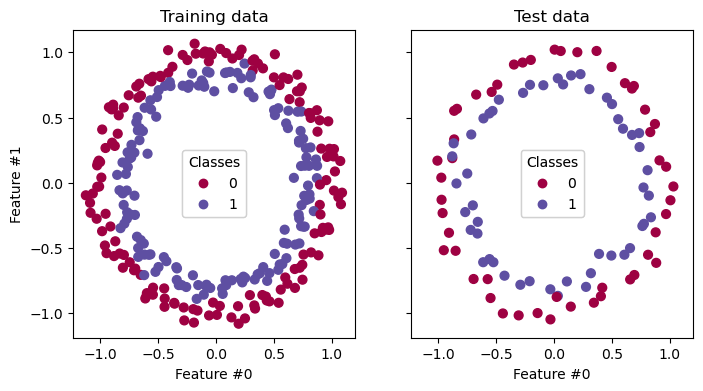 Training data
Test data
1.0
0.5
0.0
−0.5
−1.0
Feature #1
Classes
0
1
Classes
0
1
−1.0 −0.5 0.0 0.5 1.0
−1.0 −0.5 0.0 0.5 1.0
Feature #0
Feature #0